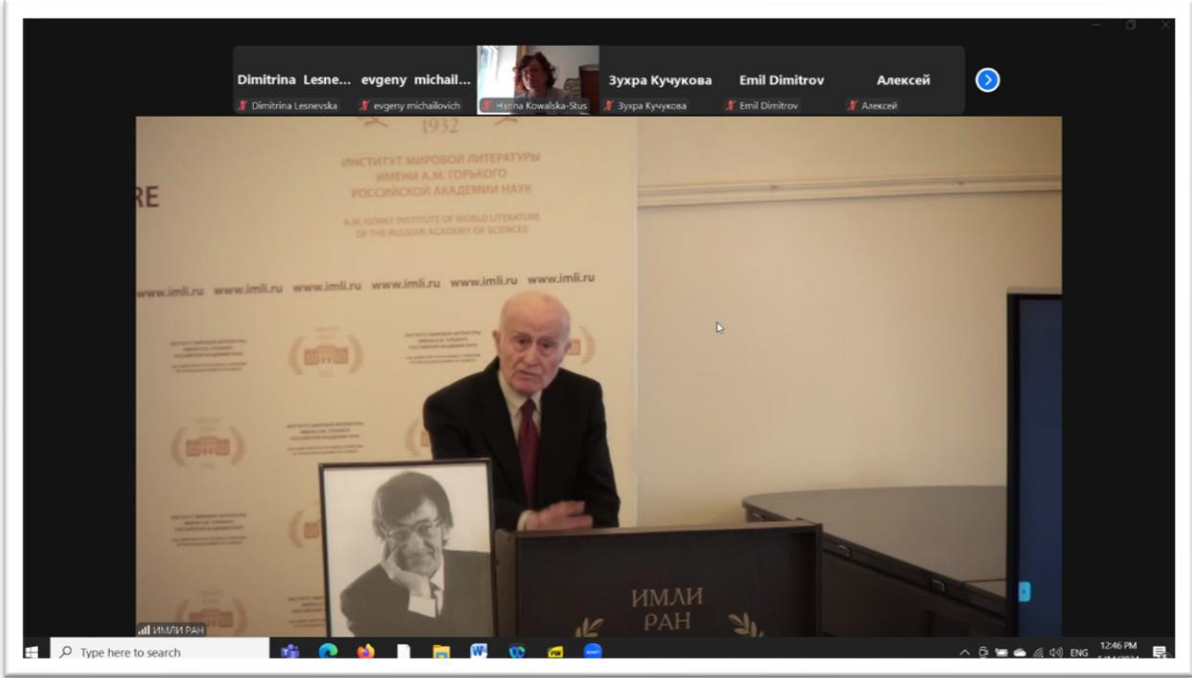 Dimitrina Lesne...
evgeny michail...
Зухра Кучукова
Emil Dimitrov
Алексей
Dimitrina Lesnevska
evgeny michailovich
Hanna Kowalska-Stus
Зухра Кучукова
Emil Dimitrov
Алексей
1932
ИНСТИТУТ МИРОВОЙ ЛИТЕРАТУРЫ
ИМЕНИ А.М. ГОРЬКОГО
РОССИЙСКОЙ АКАДЕМИИ НАУК
RE
A.M. GORKY INSTITUTE OF WORLD LITERATURE
OF THE RUSSIAN ACADEMY OF SCIENCES
www.imli.ru www.imli.ru www.imli.ru www.imli.ru www.imli.ru www.imli.ru
ИМЛИ
РАН
ИМЛИ РАН
Type here to search
ENG
12:46 PM